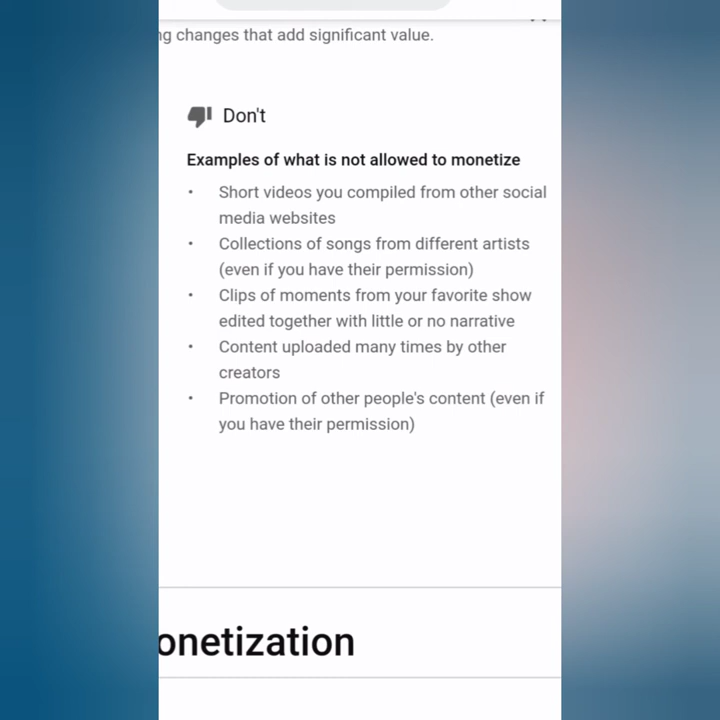 changes that add significant value.
Don't
Examples of what is not allowed to monetize
• Short videos you compiled from other social
media websites
• Collections of songs from different artists
(even if you have their permission)
• Clips of moments from your favorite show
edited together with little or no narrative
• Content uploaded many times by other
creators
• Promotion of other people's content (even if
you have their permission)
onetization